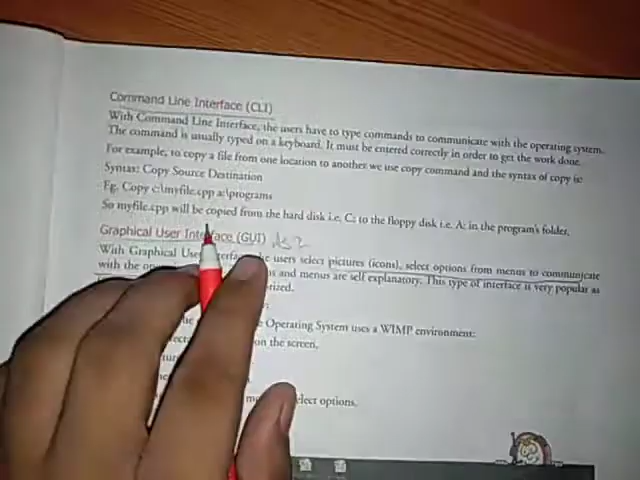 Command Line Interface (CLI)
With Command Line Interface, the users have to type commands to communicate with the operating system.
The command is usually typed on a keyboard. It must be entered correctly in order to get the work done.
For example, to copy a file from one location to another we use copy command and the syntax of copy is:
Syntax: Copy Source Destination
Eg. Copy c:\myfile.cpp a:\programs
So myfile.cpp will be copied from the hard disk i.e. C: to the floppy disk i.e. A: in the program's folder.
Graphical User Interface (GUI)
With Graphical User Interface, the users select pictures (icons), select options from menus to communicate
with the and menus are self explanatory. This type of interface is very popular as
Operating System uses a WIMP environment:
on the screen,
select options.